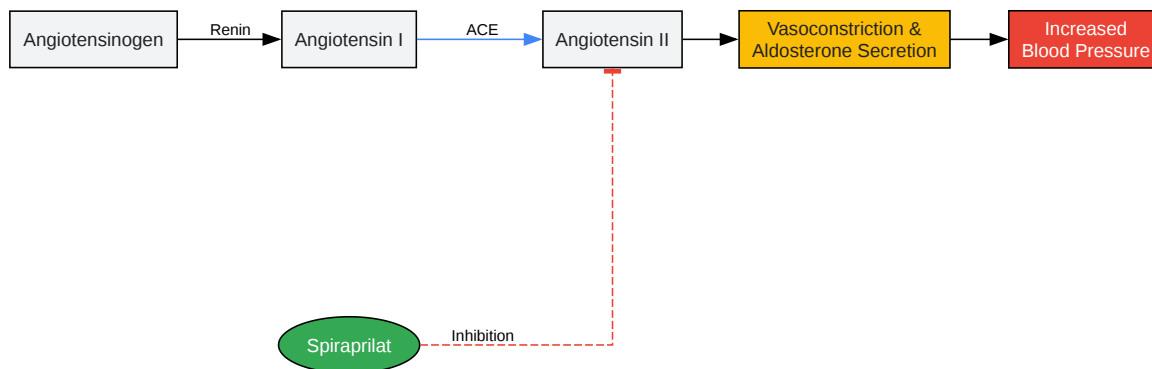 Angiotensinogen
Renin
Angiotensin I
ACE
Angiotensin II
Vasoconstriction &
Aldosterone Secretion
Increased
Blood Pressure
Spiraprilat
Inhibition